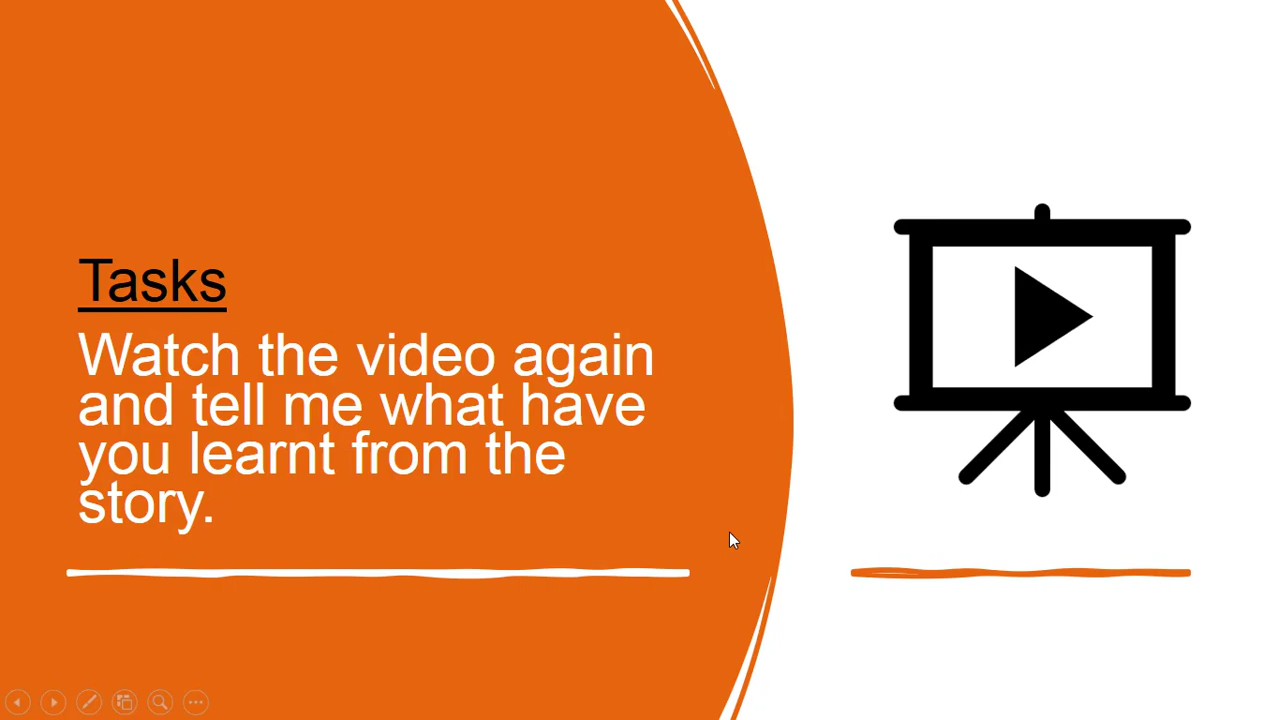 Tasks
Watch the video again
and tell me what have
you learnt from the
story.